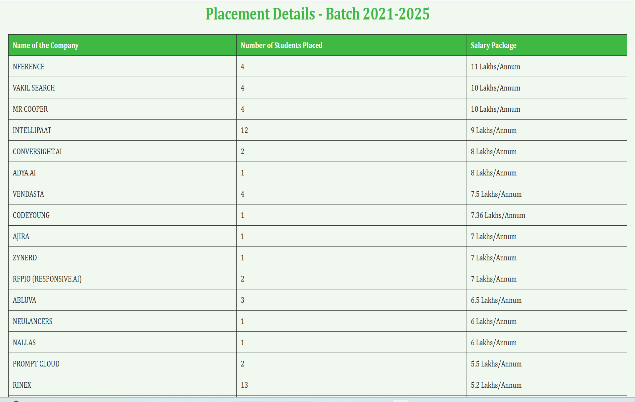 Placement Details - Batch 2021-2025
Name of the Company Number of Students Placed Salary Package
NFERENCE 4 11 Lakhs/Annum
VAKIL SEARCH 4 10 Lakhs/Annum
MR COOPER 4 10 Lakhs/Annum
INTELLIPAAT 12 9 Lakhs/Annum
CONVERSIGHT.AI 2 8 Lakhs/Annum
ADYA AI 1 8 Lakhs/Annum
VENDASTA 4 7.5 Lakhs/Annum
CODEYOUNG 1 7.36 Lakhs/Annum
AJIRA 1 7 Lakhs/Annum
ZYNERD 1 7 Lakhs/Annum
RFPIO (RESPONSIVE.AI) 2 7 Lakhs/Annum
ABLUVA 3 6.5 Lakhs/Annum
NEULANCERS 1 6 Lakhs/Annum
NALLAS 1 6 Lakhs/Annum
PROMPT CLOUD 2 5.5 Lakhs/Annum
RINEX 13 5.2 Lakhs/Annum